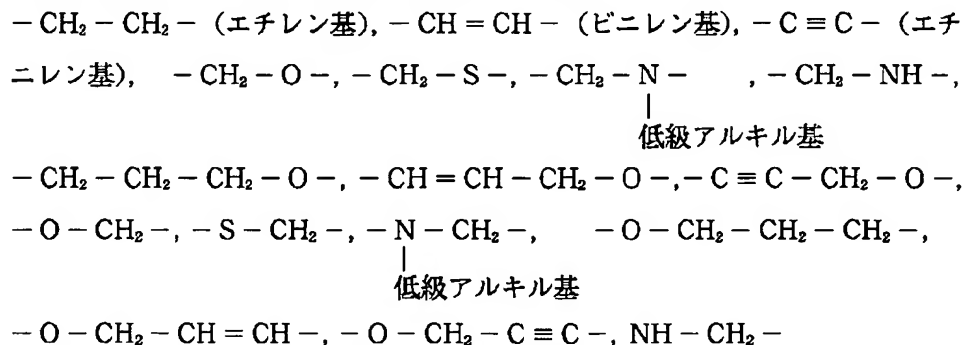 －CH₂－CH₂－ (エチレン基), －CH＝CH－ (ビニレン基), －C≡C－ (エチ
ニレン基), －CH₂－O－, －CH₂－S－, －CH₂－N－ , －CH₂－NH－,
|
低級アルキル基
－CH₂－CH₂－CH₂－O－, －CH＝CH－CH₂－O－,－C≡C－CH₂－O－,
－O－CH₂－, －S－CH₂－, －N－CH₂－, －O－CH₂－CH₂－CH₂－,
|
低級アルキル基
－O－CH₂－CH＝CH－, －O－CH₂－C≡C－, NH－CH₂－